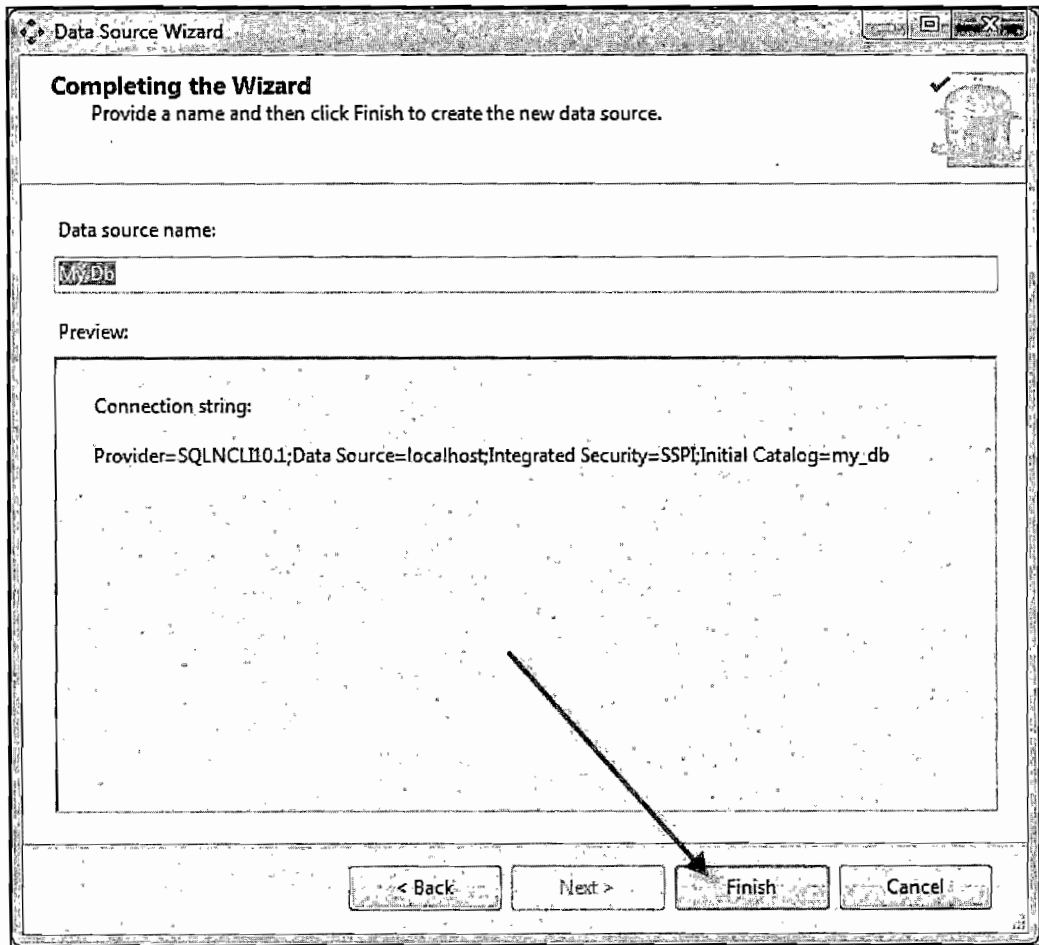 Data Source Wizard
Completing the Wizard
Provide a name and then click Finish to create the new data source.
Data source name:
My Db
Preview:
Connection string:
Provider=SQLNCLI10.1;Data Source=localhost;Integrated Security=SSPI;Initial Catalog=my_db
< Back
Next >
Finish
Cancel